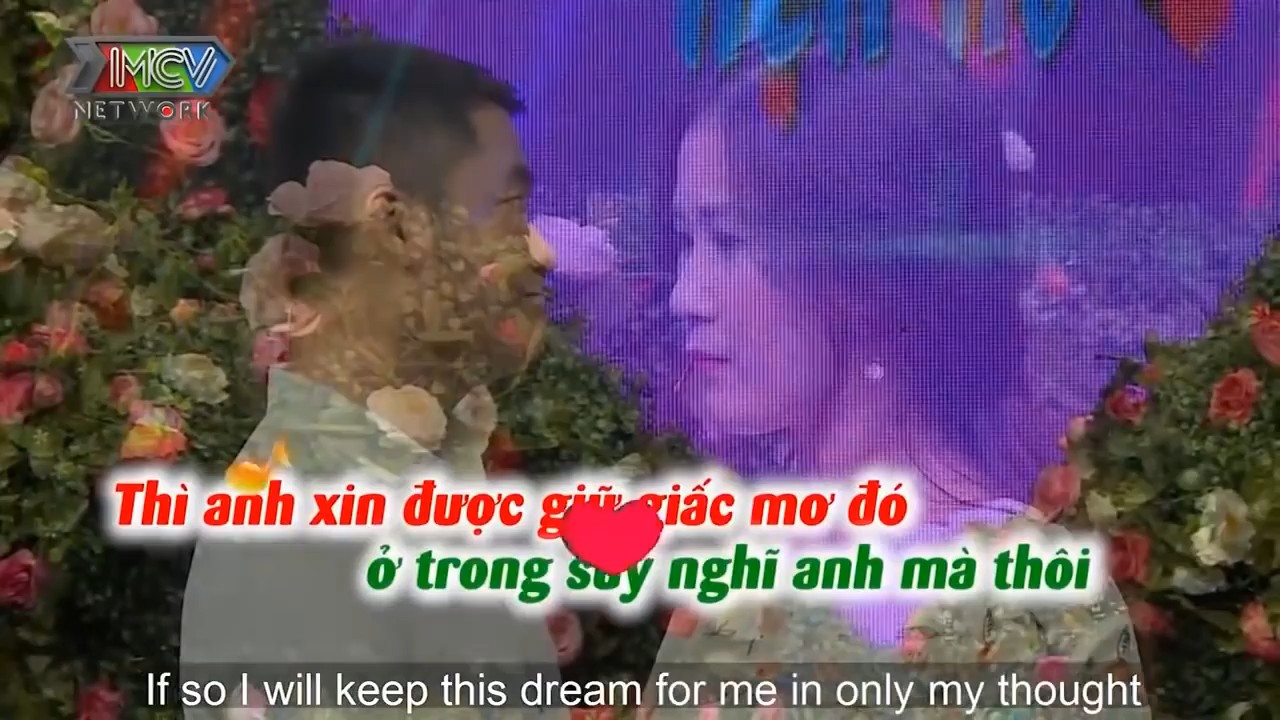 MCV
NETWORK
Thì anh xin được giữ giấc mơ đó
ở trong suy nghĩ anh mà thôi
If so I will keep this dream for me in only my thought